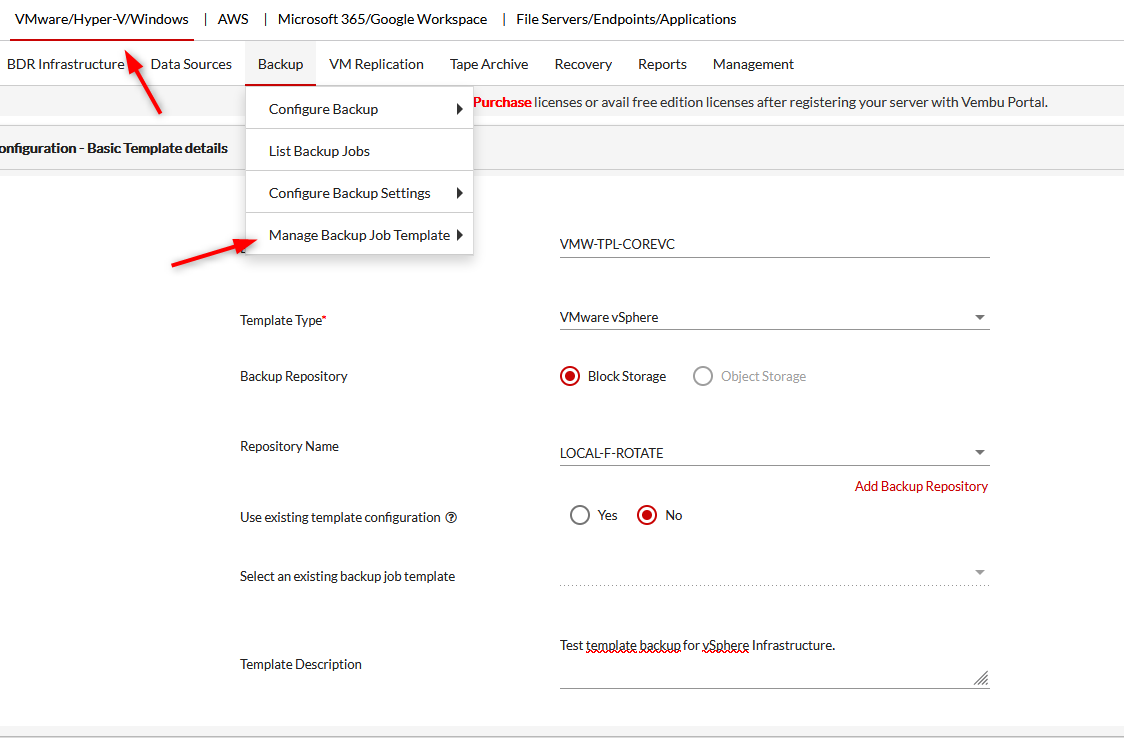 VMware/Hyper-V/Windows | AWS | Microsoft 365/Google Workspace | File Servers/Endpoints/Applications
BDR Infrastructure Data Sources Backup VM Replication Tape Archive Recovery Reports Management
Purchase licenses or avail free edition licenses after registering your server with Vembu Portal.
Configure Backup
onfiguration - Basic Template details
List Backup Jobs
Configure Backup Settings
Manage Backup Job Template
VMW-TPL-COREVC
Template Type* VMware vSphere
Backup Repository Block Storage Object Storage
Repository Name LOCAL-F-ROTATE
Add Backup Repository
Use existing template configuration ? Yes No
Select an existing backup job template
Template Description Test template backup for vSphere Infrastructure.